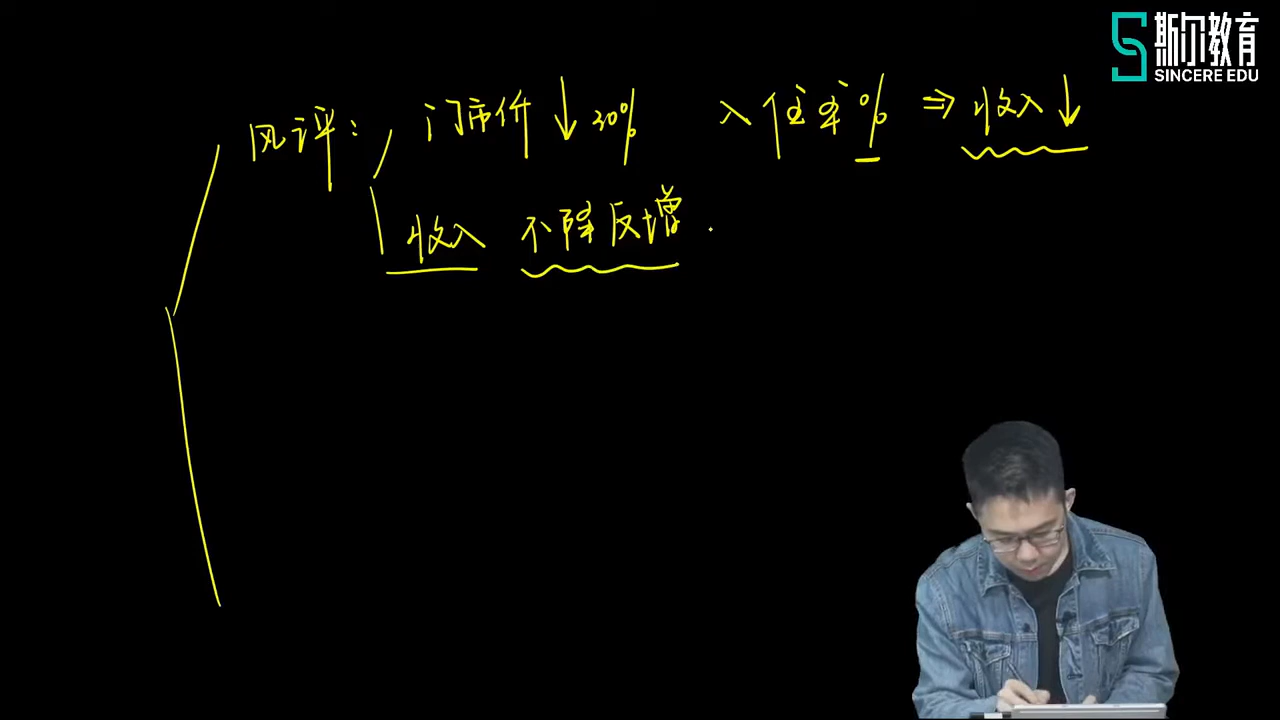 斯尔教育
SINCERE EDU
风评： 门市价↓30% 入住率% ⇒ 收入↓
收入 不降反增.